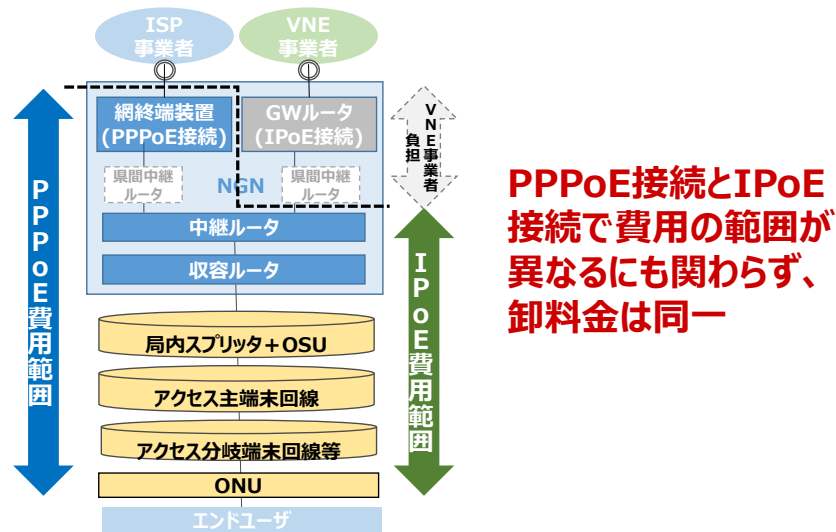 ISP
事業者
VNE
事業者
網終端装置
(PPPoE接続)
GWルータ
(IPoE接続)
県間中継
ルータ
NGN
県間中継
ルータ
中継ルータ
収容ルータ
局内スプリッタ+OSU
アクセス主端末回線
アクセス分岐端末回線等
ONU
エンドユーザ
PPPoE費用範囲
VNE事業者
負担
IPoE費用範囲
PPPoE接続とIPoE
接続で費用の範囲が
異なるにも関わらず、
卸料金は同一